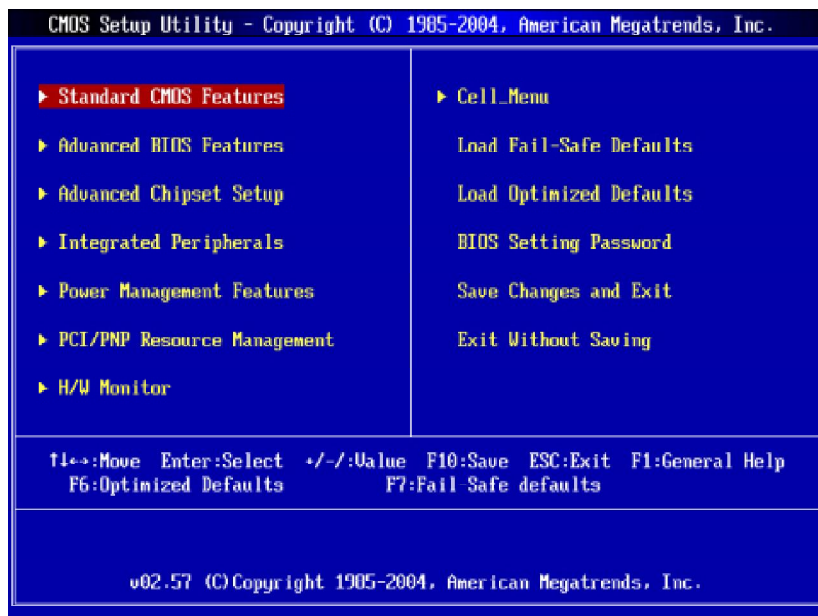 CMOS Setup Utility - Copyright (C) 1985-2004, American Megatrends, Inc.
▶ Standard CMOS Features
▶ Advanced BIOS Features
▶ Advanced Chipset Setup
▶ Integrated Peripherals
▶ Power Management Features
▶ PCI/PNP Resource Management
▶ H/W Monitor
▶ Cell_Menu
Load Fail-Safe Defaults
Load Optimized Defaults
BIOS Setting Password
Save Changes and Exit
Exit Without Saving
↑↓←→:Move Enter:Select +/-/:Value F10:Save ESC:Exit F1:General Help
F6:Optimized Defaults F7:Fail-Safe defaults
v02.57 (C)Copyright 1985-2004, American Megatrends, Inc.